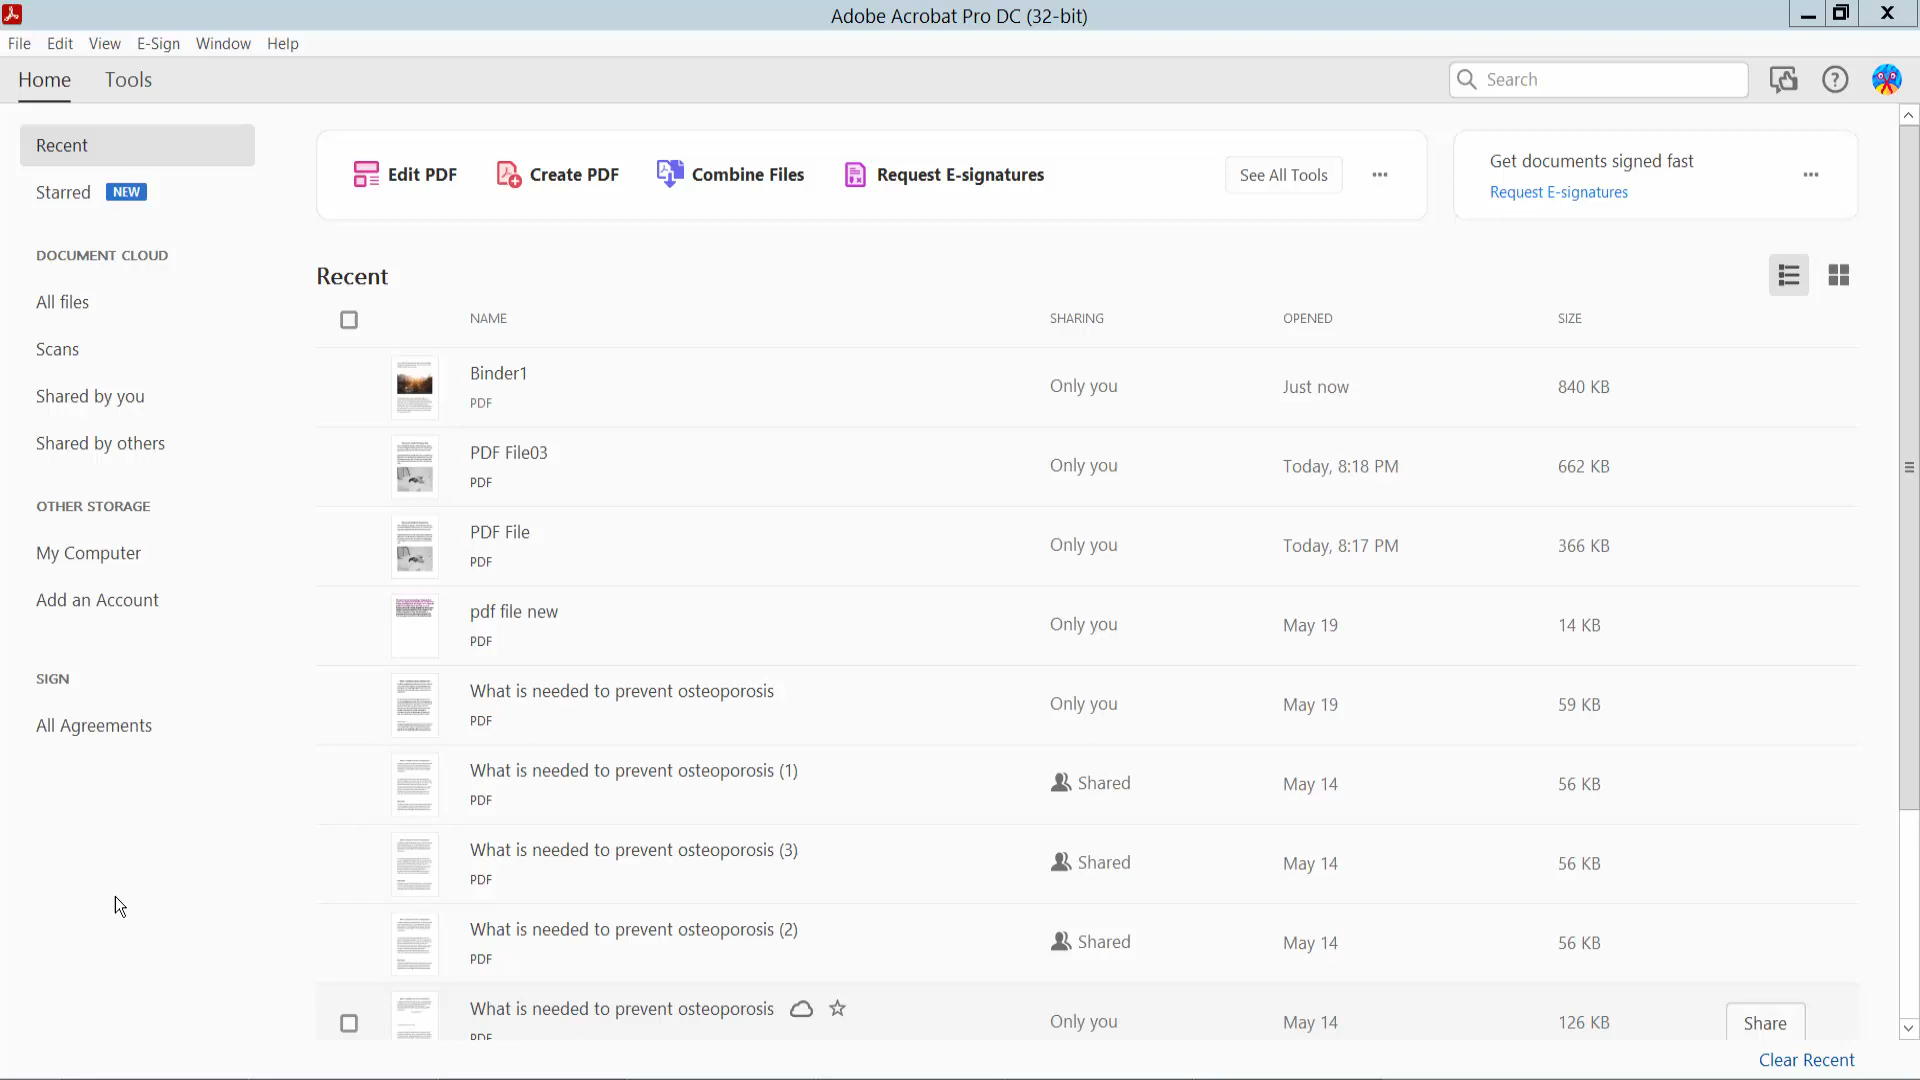 Adobe Acrobat Pro DC (32-bit)
File Edit View E-Sign Window Help
Home Tools Search
Recent
Starred NEW
DOCUMENT CLOUD
All files
Scans
Shared by you
Shared by others
OTHER STORAGE
My Computer
Add an Account
SIGN
All Agreements
Edit PDF Create PDF Combine Files Request E-signatures See All Tools
Get documents signed fast
Request E-signatures
Recent
NAME SHARING OPENED SIZE
Binder1
PDF
Only you Just now 840 KB
PDF File03
PDF
Only you Today, 8:18 PM 662 KB
PDF File
PDF
Only you Today, 8:17 PM 366 KB
pdf file new
PDF
Only you May 19 14 KB
What is needed to prevent osteoporosis
PDF
Only you May 19 59 KB
What is needed to prevent osteoporosis (1)
PDF
Shared May 14 56 KB
What is needed to prevent osteoporosis (3)
PDF
Shared May 14 56 KB
What is needed to prevent osteoporosis (2)
PDF
Shared May 14 56 KB
What is needed to prevent osteoporosis
PDF
Only you May 14 126 KB Share
Clear Recent